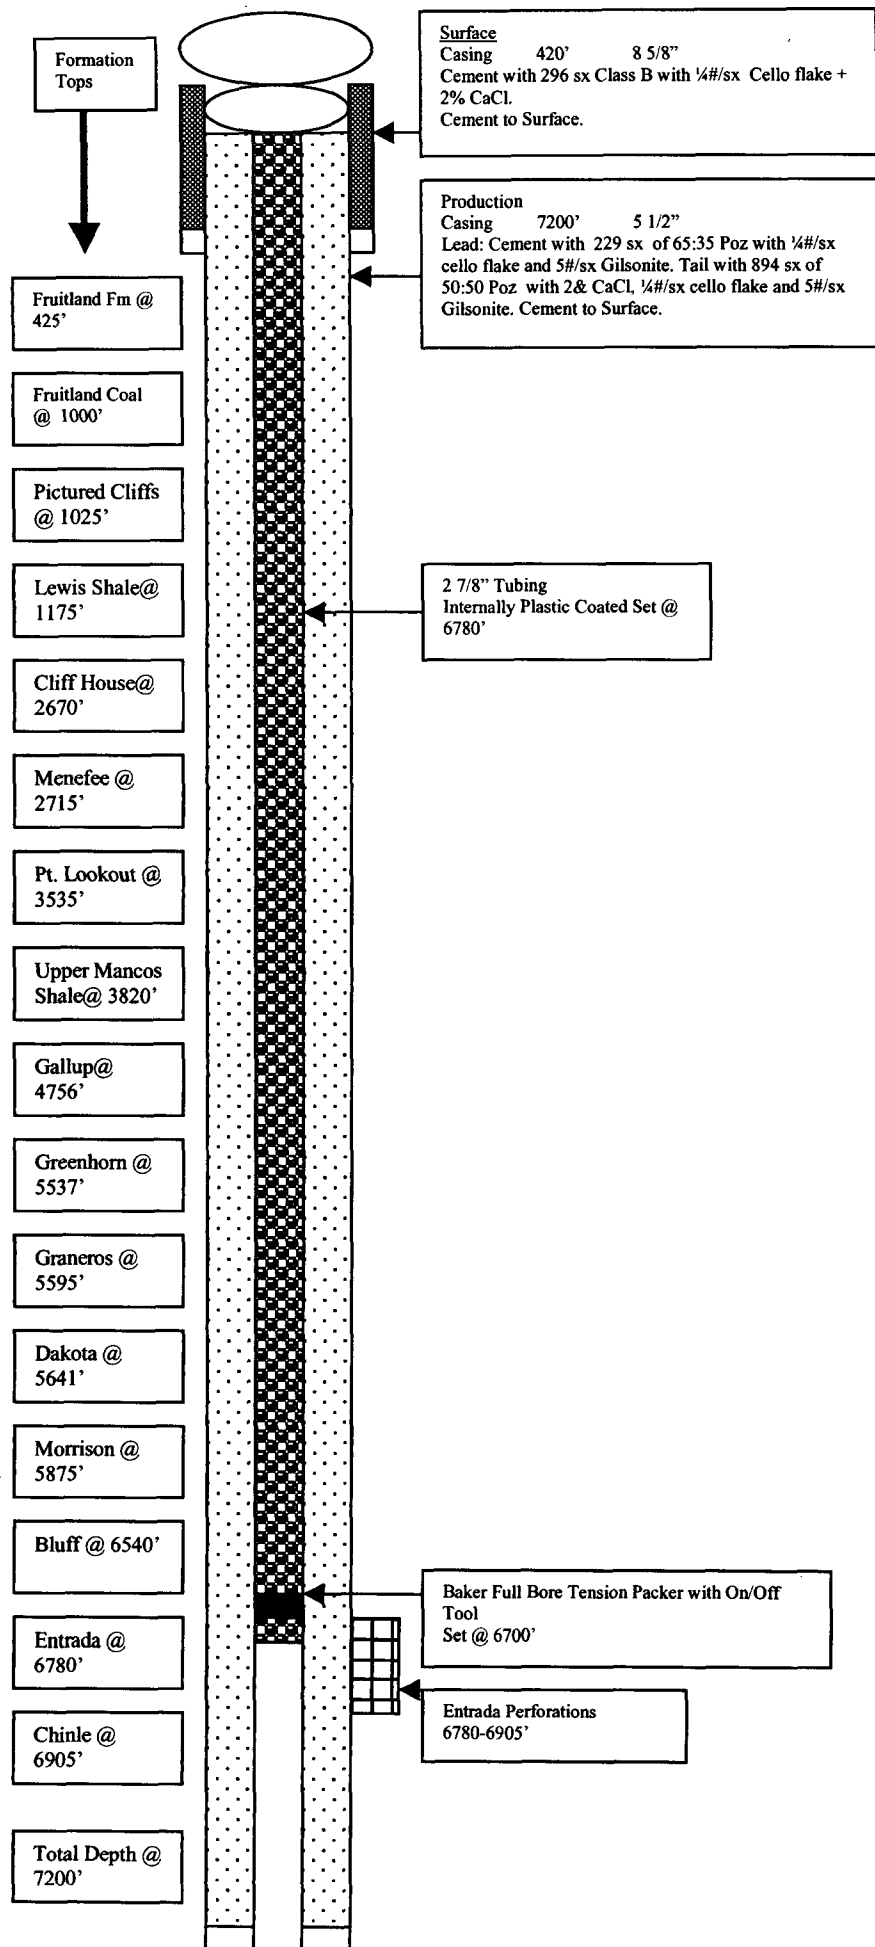 Formation
Tops
Surface
Casing 420' 8 5/8"
Cement with 296 sx Class B with ¼#/sx Cello flake +
2% CaCl.
Cement to Surface.
Production
Casing 7200' 5 1/2"
Lead: Cement with 229 sx of 65:35 Poz with ¼#/sx
cello flake and 5#/sx Gilsonite. Tail with 894 sx of
50:50 Poz with 2& CaCl, ¼#/sx cello flake and 5#/sx
Gilsonite. Cement to Surface.
Fruitland Fm @
425'
Fruitland Coal
@ 1000'
Pictured Cliffs
@ 1025'
Lewis Shale@
1175'
2 7/8" Tubing
Internally Plastic Coated Set @
6780'
Cliff House@
2670'
Menefee @
2715'
Pt. Lookout @
3535'
Upper Mancos
Shale@ 3820'
Gallup@
4756'
Greenhorn @
5537'
Graneros @
5595'
Dakota @
5641'
Morrison @
5875'
Bluff @ 6540'
Baker Full Bore Tension Packer with On/Off
Tool
Set @ 6700'
Entrada @
6780'
Entrada Perforations
6780-6905'
Chinle @
6905'
Total Depth @
7200'